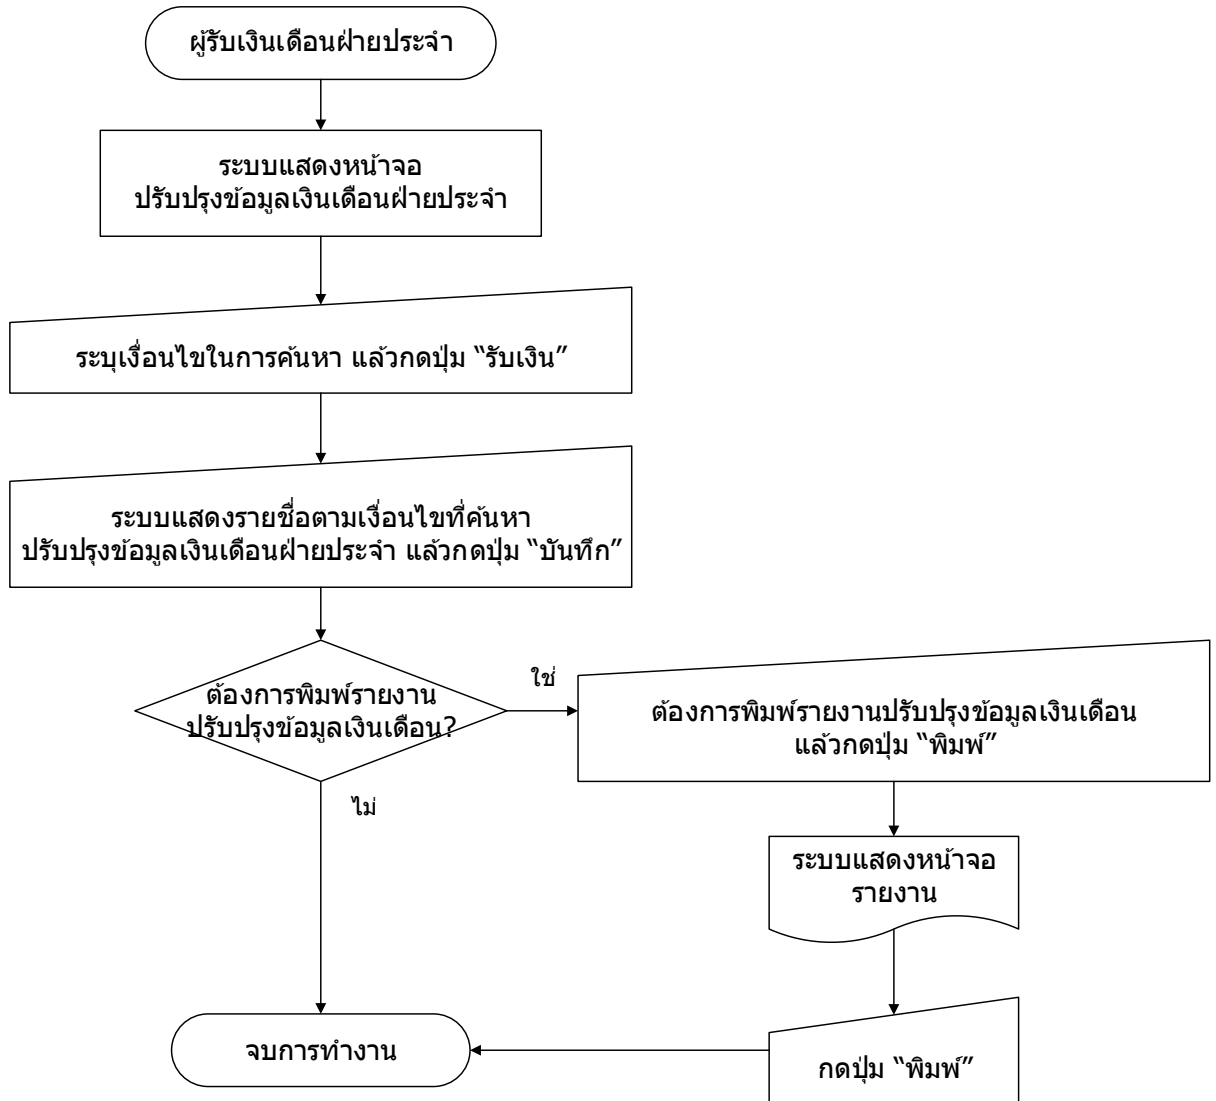 ผู้รับเงินเดือนฝ่ายประจำ
ระบบแสดงหน้าจอ
ปรับปรุงข้อมูลเงินเดือนฝ่ายประจำ
ระบุเงื่อนไขในการค้นหา แล้วกดปุ่ม “รับเงิน”
ระบบแสดงรายชื่อตามเงื่อนไขที่ค้นหา
ปรับปรุงข้อมูลเงินเดือนฝ่ายประจำ แล้วกดปุ่ม “บันทึก”
ต้องการพิมพ์รายงาน
ปรับปรุงข้อมูลเงินเดือน?
ใช่
ต้องการพิมพ์รายงานปรับปรุงข้อมูลเงินเดือน
แล้วกดปุ่ม “พิมพ์”
ไม่
ระบบแสดงหน้าจอ
รายงาน
กดปุ่ม “พิมพ์”
จบการทำงาน